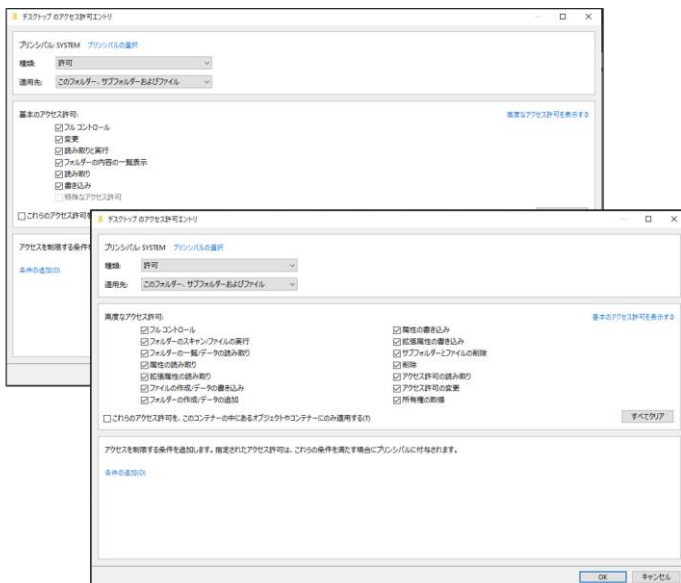 デスクトップ のアクセス許可エントリ
プリンシパル: SYSTEM プリンシパルの選択
種類: 許可
適用先: このフォルダー、サブフォルダーおよびファイル
基本のアクセス許可: 高度なアクセス許可を表示する
フル コントロール
変更
読み取りと実行
フォルダーの内容の一覧表示
読み取り
書き込み
特殊なアクセス許可
これらのアクセス許可を
アクセスを制限する条件を
条件の追加(D)
デスクトップ のアクセス許可エントリ
プリンシパル: SYSTEM プリンシパルの選択
種類: 許可
適用先: このフォルダー、サブフォルダーおよびファイル
高度なアクセス許可: 基本のアクセス許可を表示する
フル コントロール 属性の書き込み
フォルダーのスキャン/ファイルの実行 拡張属性の書き込み
フォルダーの一覧/データの読み取り サブフォルダーとファイルの削除
属性の読み取り 削除
拡張属性の読み取り アクセス許可の読み取り
ファイルの作成/データの書き込み アクセス許可の変更
フォルダーの作成/データの追加 所有権の取得
これらのアクセス許可を、このコンテナーの中にあるオブジェクトやコンテナーにのみ適用する(T) すべてクリア
アクセスを制限する条件を追加します。指定されたアクセス許可は、これらの条件を満たす場合にプリンシパルに付与されます。
条件の追加(D)
OK キャンセル